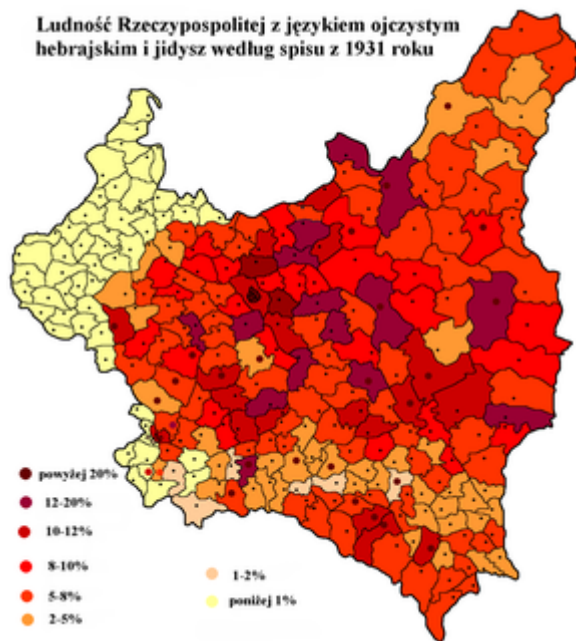 Ludność Rzeczypospolitej z językiem ojczystym
hebrajskim i jidysz według spisu z 1931 roku
powyżej 20%
12-20%
10-12%
8-10%
5-8%
2-5%
1-2%
poniżej 1%